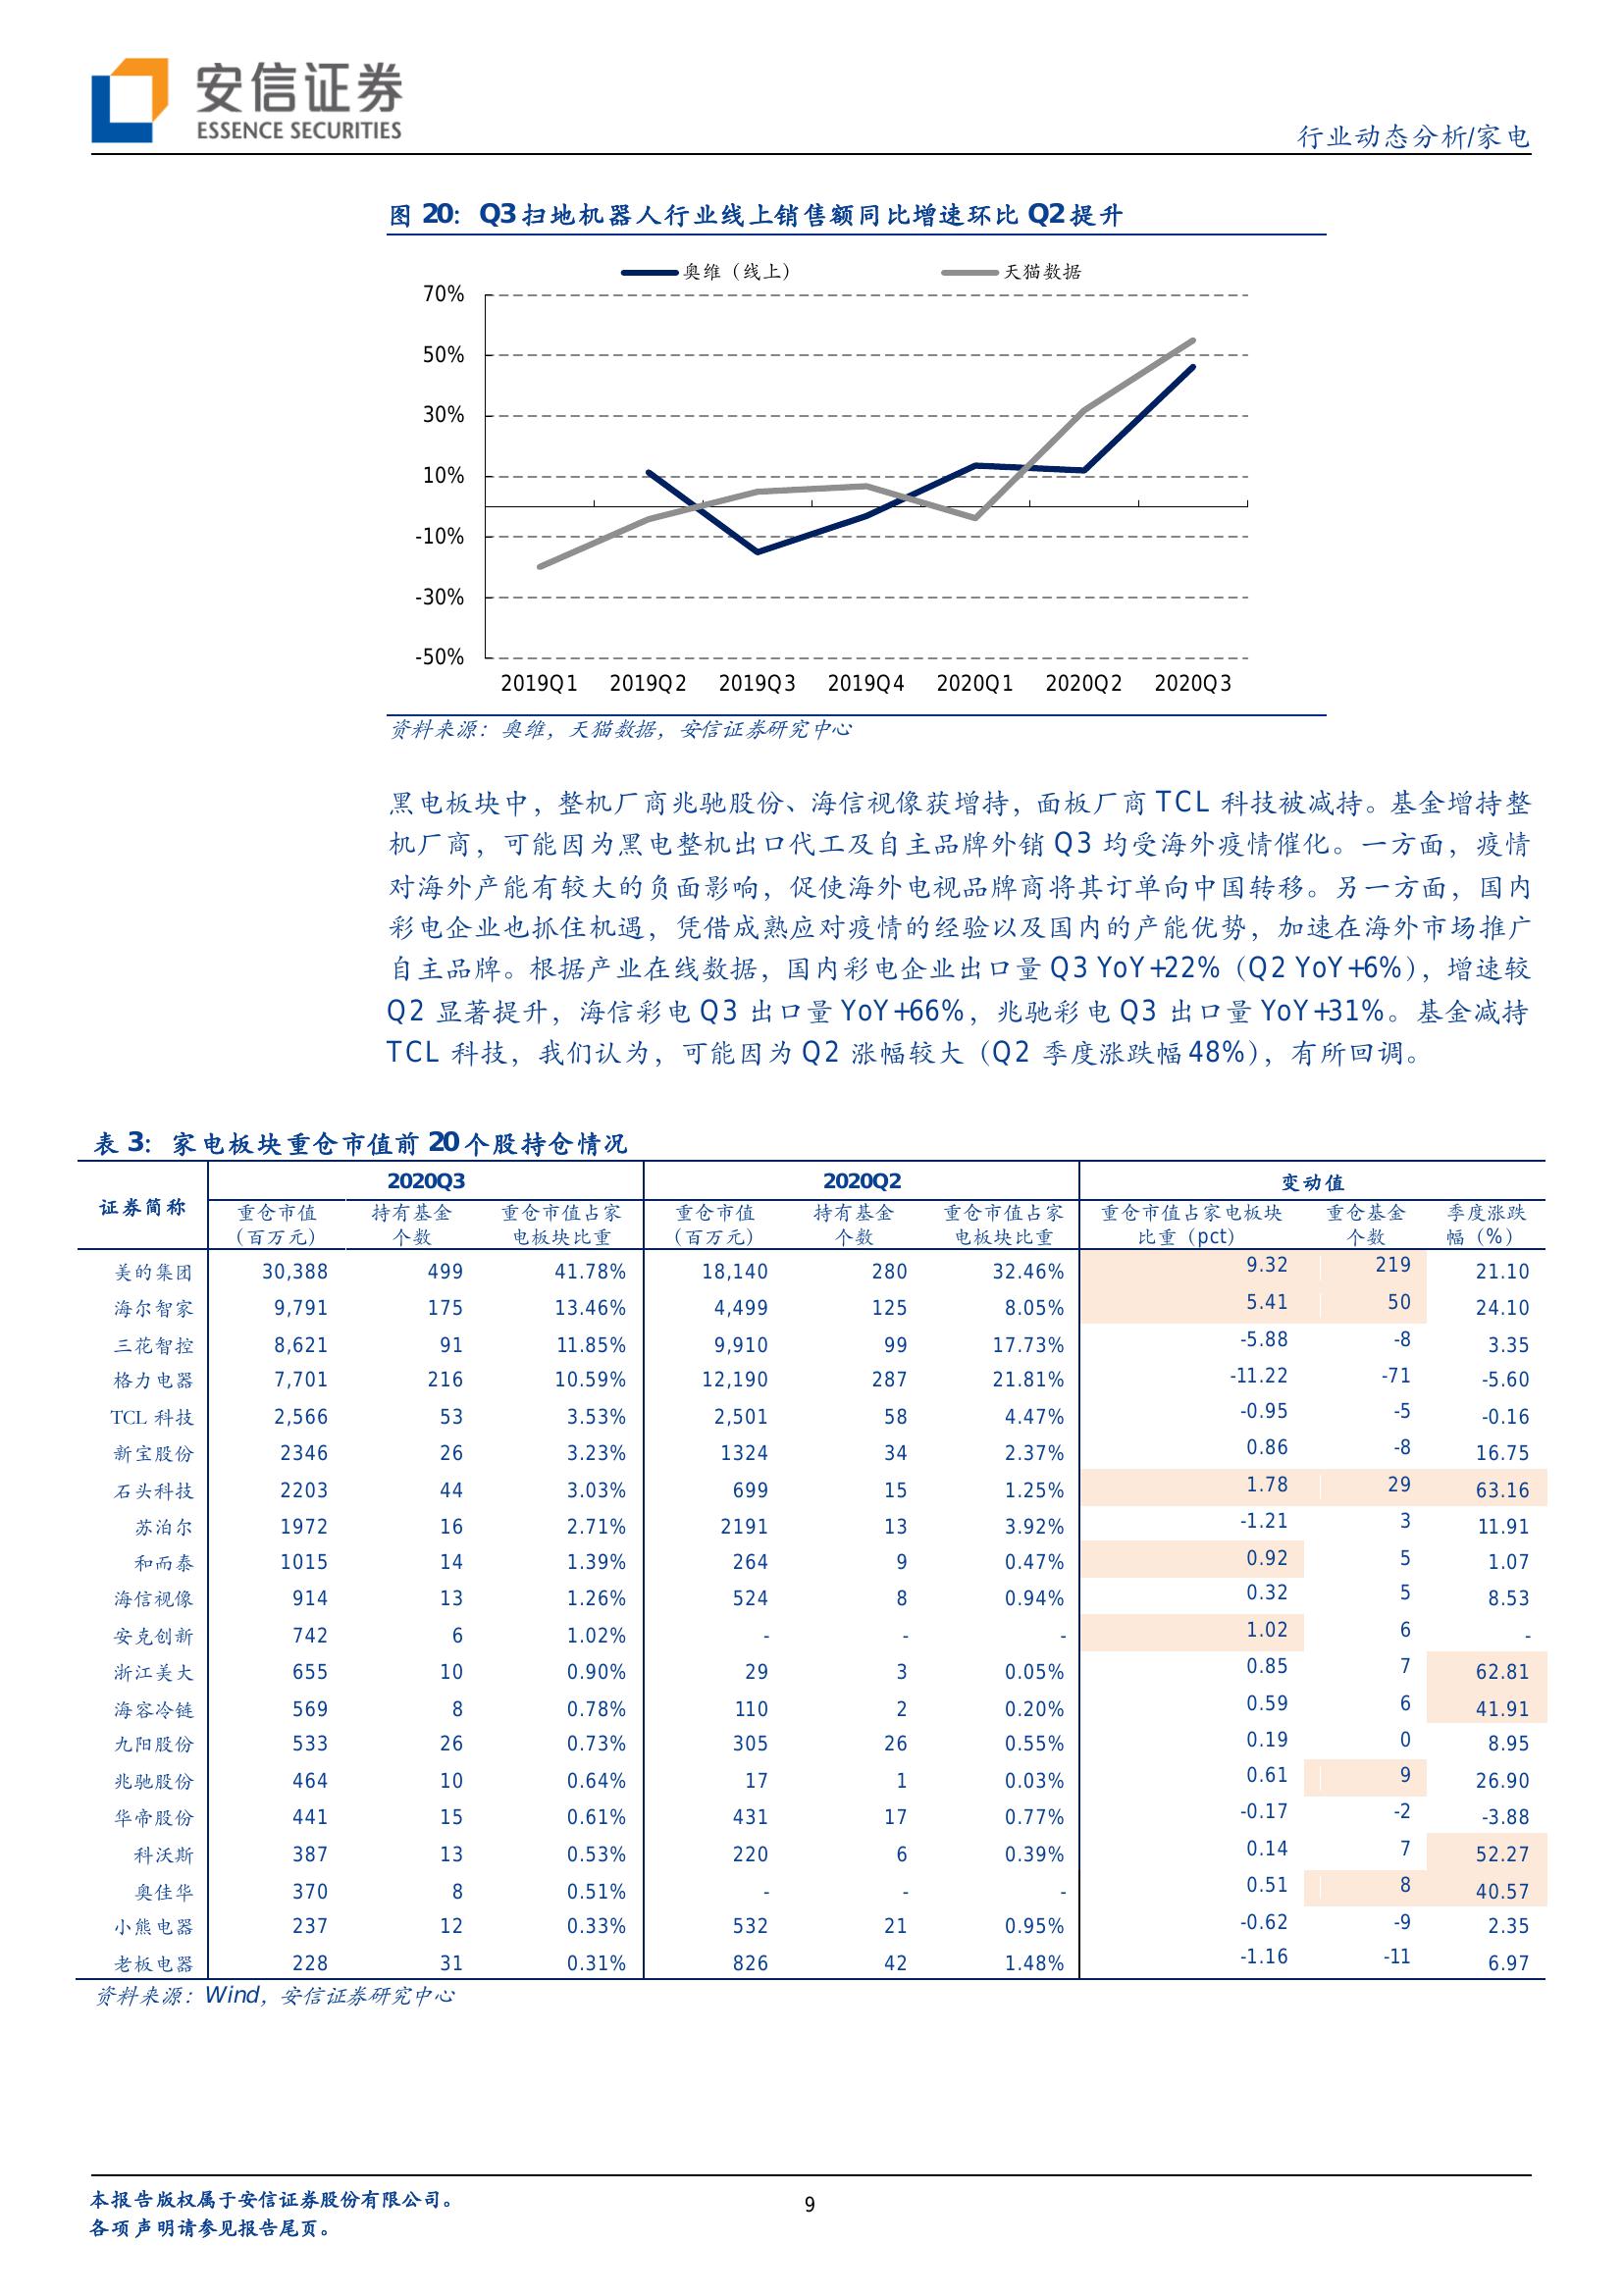 安信证券
ESSENCE SECURITIES
行业动态分析/家电
图 20：Q3扫地机器人行业线上销售额同比增速环比 Q2提升
奥维（线上） 天猫数据
70%
50%
30%
10%
-10%
-30%
-50%
2019Q1 2019Q2 2019Q3 2019Q4 2020Q1 2020Q2 2020Q3
资料来源：奥维，天猫数据，安信证券研究中心
黑电板块中，整机厂商兆驰股份、海信视像获增持，面板厂商 TCL 科技被减持。基金增持整
机厂商，可能因为黑电整机出口代工及自主品牌外销 Q3 均受海外疫情催化。一方面，疫情
对海外产能有较大的负面影响，促使海外电视品牌商将其订单向中国转移。另一方面，国内
彩电企业也抓住机遇，凭借成熟应对疫情的经验以及国内的产能优势，加速在海外市场推广
自主品牌。根据产业在线数据，国内彩电企业出口量 Q3 YoY+22%（Q2 YoY+6%），增速较
Q2 显著提升，海信彩电 Q3 出口量 YoY+66%，兆驰彩电 Q3 出口量 YoY+31%。基金减持
TCL 科技，我们认为，可能因为 Q2 涨幅较大（Q2 季度涨跌幅 48%），有所回调。
表 3：家电板块重仓市值前 20个股持仓情况
证券简称 2020Q3 2020Q2 变动值
重仓市值 持有基金 重仓市值占家 重仓市值 持有基金 重仓市值占家 重仓市值占家电板块 重仓基金 季度涨跌
（百万元） 个数 电板块比重 （百万元） 个数 电板块比重 比重（pct） 个数 幅（%）
美的集团 30,388 499 41.78% 18,140 280 32.46% 9.32 219 21.10
海尔智家 9,791 175 13.46% 4,499 125 8.05% 5.41 50 24.10
三花智控 8,621 91 11.85% 9,910 99 17.73% -5.88 -8 3.35
格力电器 7,701 216 10.59% 12,190 287 21.81% -11.22 -71 -5.60
TCL 科技 2,566 53 3.53% 2,501 58 4.47% -0.95 -5 -0.16
新宝股份 2346 26 3.23% 1324 34 2.37% 0.86 -8 16.75
石头科技 2203 44 3.03% 699 15 1.25% 1.78 29 63.16
苏泊尔 1972 16 2.71% 2191 13 3.92% -1.21 3 11.91
和而泰 1015 14 1.39% 264 9 0.47% 0.92 5 1.07
海信视像 914 13 1.26% 524 8 0.94% 0.32 5 8.53
安克创新 742 6 1.02% - - - 1.02 6 -
浙江美大 655 10 0.90% 29 3 0.05% 0.85 7 62.81
海容冷链 569 8 0.78% 110 2 0.20% 0.59 6 41.91
九阳股份 533 26 0.73% 305 26 0.55% 0.19 0 8.95
兆驰股份 464 10 0.64% 17 1 0.03% 0.61 9 26.90
华帝股份 441 15 0.61% 431 17 0.77% -0.17 -2 -3.88
科沃斯 387 13 0.53% 220 6 0.39% 0.14 7 52.27
奥佳华 370 8 0.51% - - - 0.51 8 40.57
小熊电器 237 12 0.33% 532 21 0.95% -0.62 -9 2.35
老板电器 228 31 0.31% 826 42 1.48% -1.16 -11 6.97
资料来源：Wind，安信证券研究中心
本报告版权属于安信证券股份有限公司。
各项声明请参见报告尾页。
9